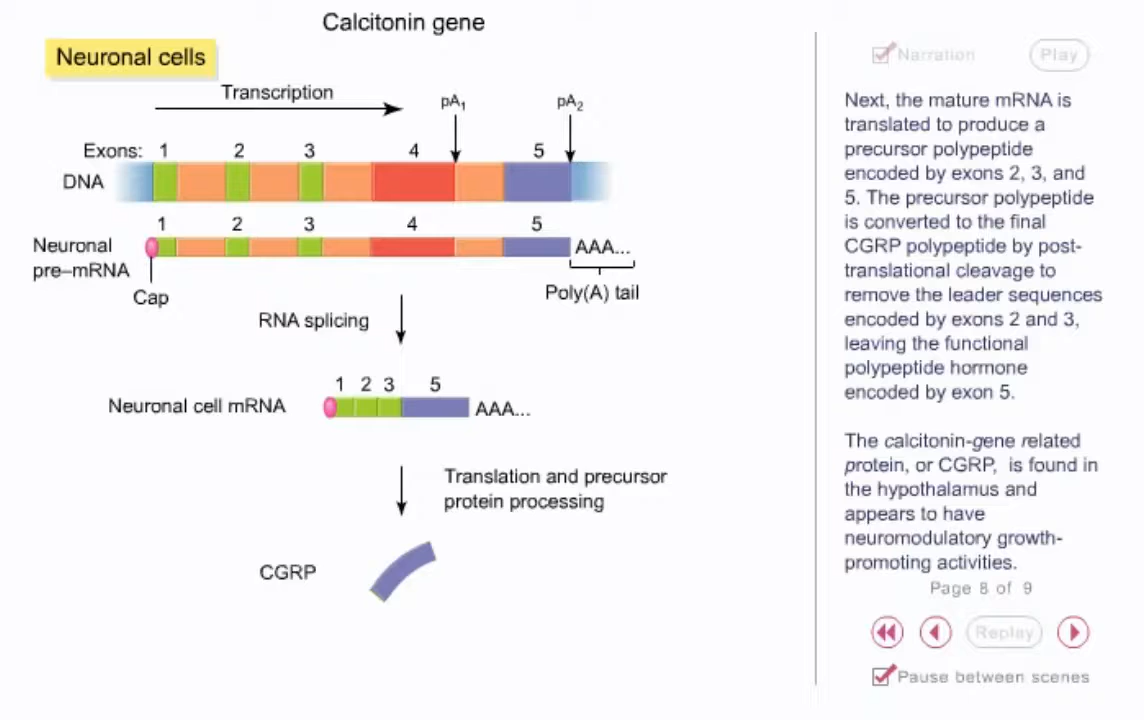 Calcitonin gene
Neuronal cells
Transcription
pA1
pA2
Exons: 1 2 3 4 5
DNA
1 2 3 4 5
Neuronal
pre–mRNA
AAA...
Cap
Poly(A) tail
RNA splicing
1 2 3 5
Neuronal cell mRNA
AAA...
Translation and precursor
protein processing
CGRP
Narration
Play
Next, the mature mRNA is
translated to produce a
precursor polypeptide
encoded by exons 2, 3, and
5. The precursor polypeptide
is converted to the final
CGRP polypeptide by post-
translational cleavage to
remove the leader sequences
encoded by exons 2 and 3,
leaving the functional
polypeptide hormone
encoded by exon 5.
The calcitonin-gene related
protein, or CGRP, is found in
the hypothalamus and
appears to have
neuromodulatory growth-
promoting activities.
Page 8 of 9
Replay
Pause between scenes